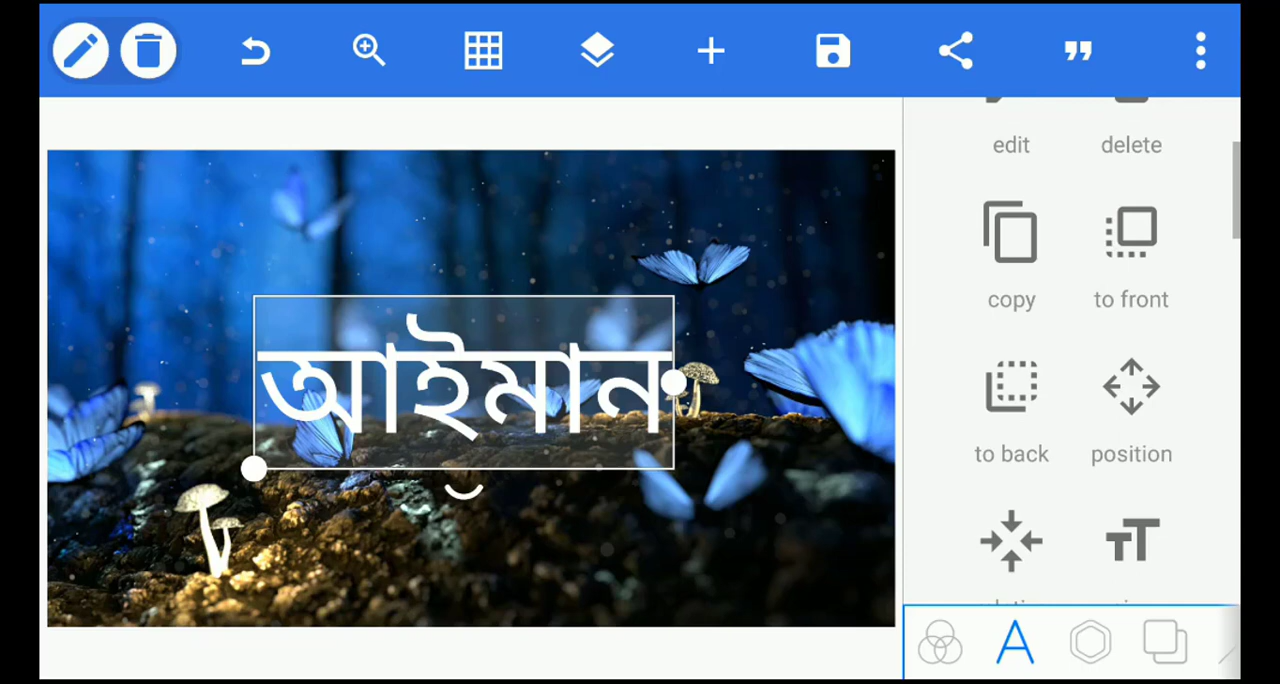 edit delete
আইমান
copy to front
to back position